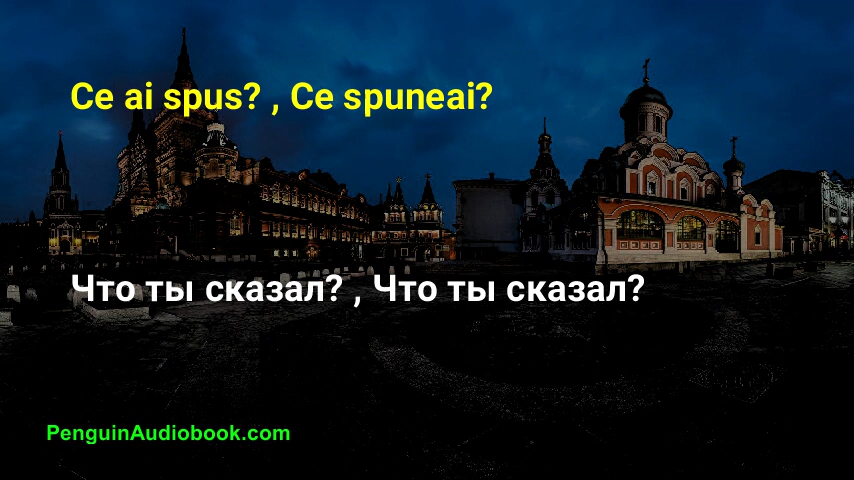 Ce ai spus? , Ce spuneai?
Что ты сказал? , Что ты сказал?
PenguinAudiobook.com